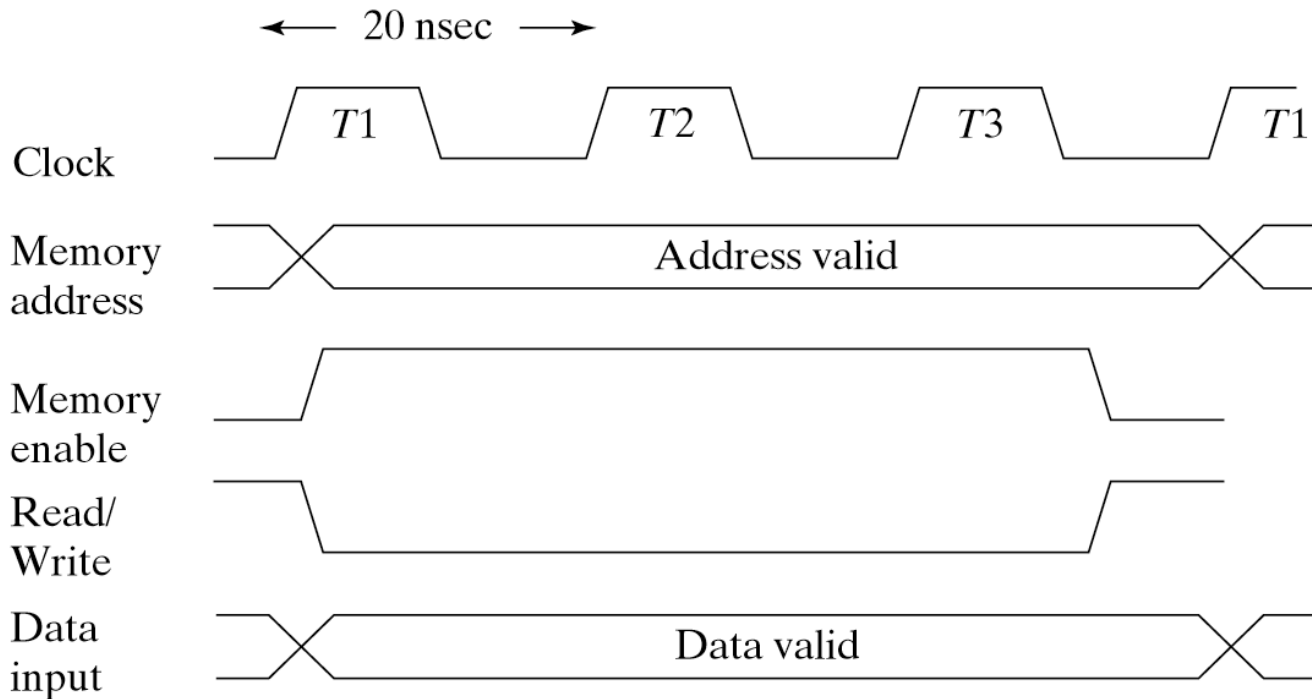 20 nsec
T1 T2 T3 T1
Clock
Memory
address
Address valid
Memory
enable
Read/
Write
Data
input
Data valid